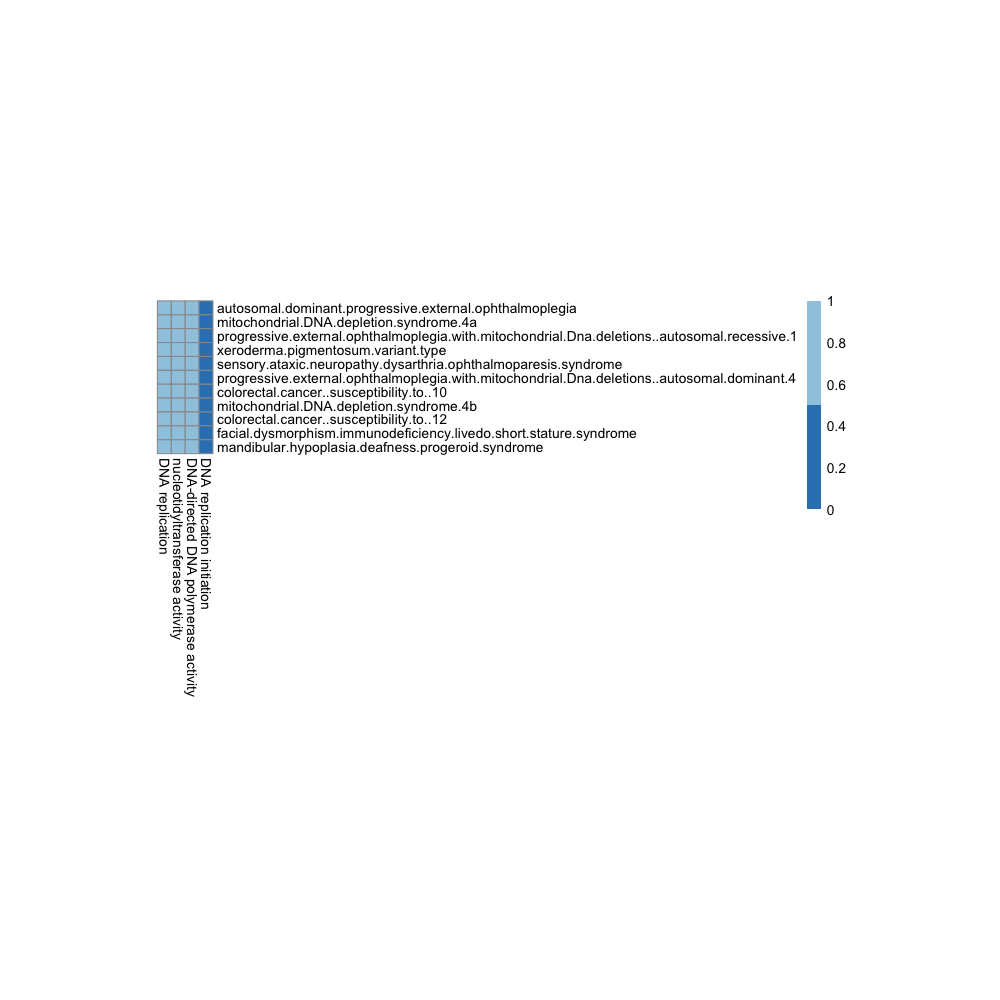 autosomal.dominant.progressive.external.ophthalmoplegia
mitochondrial.DNA.depletion.syndrome.4a
progressive.external.ophthalmoplegia.with.mitochondrial.Dna.deletions..autosomal.recessive.1
xeroderma.pigmentosum.variant.type
sensory.ataxic.neuropathy.dysarthria.ophthalmoparesis.syndrome
progressive.external.ophthalmoplegia.with.mitochondrial.Dna.deletions..autosomal.dominant.4
colorectal.cancer..susceptibility.to..10
mitochondrial.DNA.depletion.syndrome.4b
colorectal.cancer..susceptibility.to..12
facial.dysmorphism.immunodeficiency.livedo.short.stature.syndrome
mandibular.hypoplasia.deafness.progeroid.syndrome
DNA replication
nucleotidyltransferase activity
DNA-directed DNA polymerase activity
DNA replication initiation
1
0.8
0.6
0.4
0.2
0